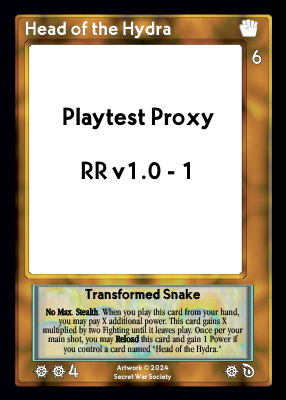 Head of the Hydra
6
Playtest Proxy
RR v1.0 - 1
Transformed Snake
No Max. Stealth. When you play this card from your hand,
you may pay X additional power. This card gains X
multiplied by two Fighting until it leaves play. Once per your
main shot, you may Reload this card and gain 1 Power if
you control a card named "Head of the Hydra."
4
Artwork © 2024
Secret War Society